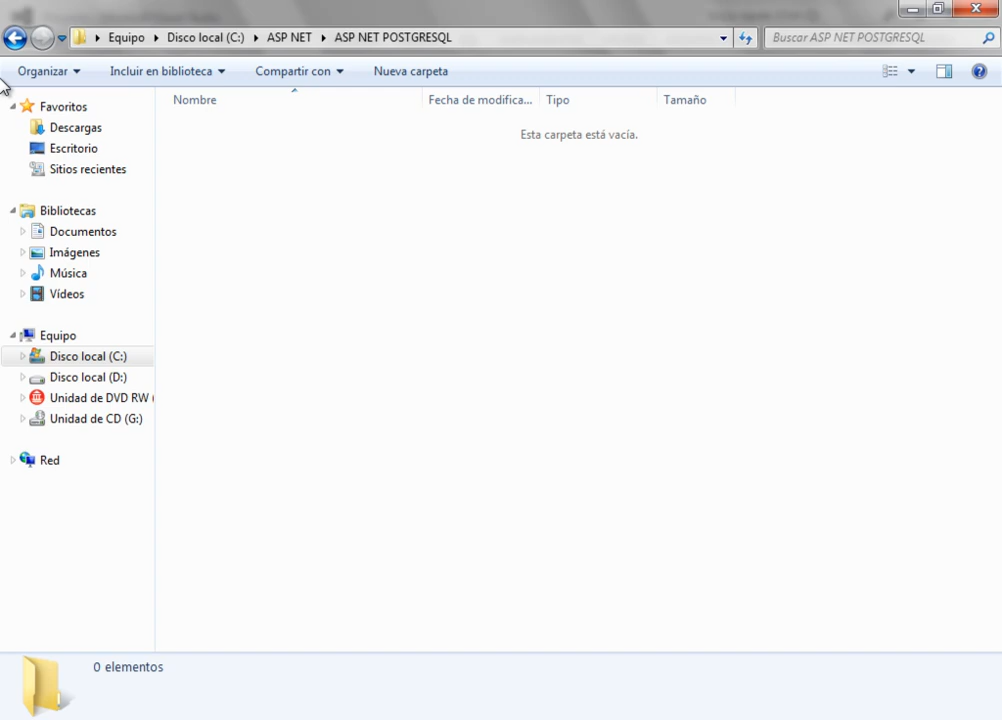 Equipo Disco local (C:) ASP NET ASP NET POSTGRESQL Buscar ASP NET POSTGRESQL
Organizar Incluir en biblioteca Compartir con Nueva carpeta
Favoritos
Descargas
Escritorio
Sitios recientes
Bibliotecas
Documentos
Imágenes
Música
Vídeos
Equipo
Disco local (C:)
Disco local (D:)
Unidad de DVD RW (
Unidad de CD (G:)
Red
Nombre Fecha de modifica... Tipo Tamaño
Esta carpeta está vacía.
0 elementos